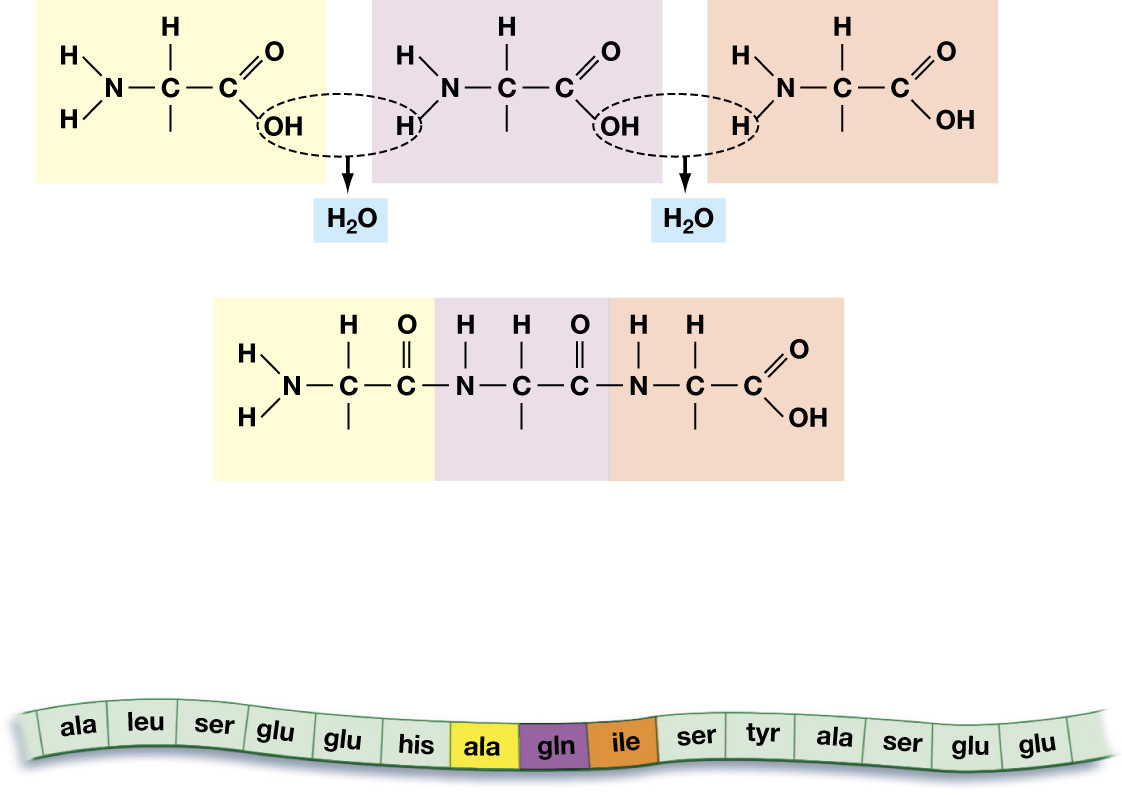 H H H
H O H O H O
N C C N C C N C C
H OH H OH H OH
H₂O H₂O
H O H H O H H
H O
N C C N C C N C C
H OH
ala leu ser glu glu his ala gln ile ser tyr ala ser glu glu